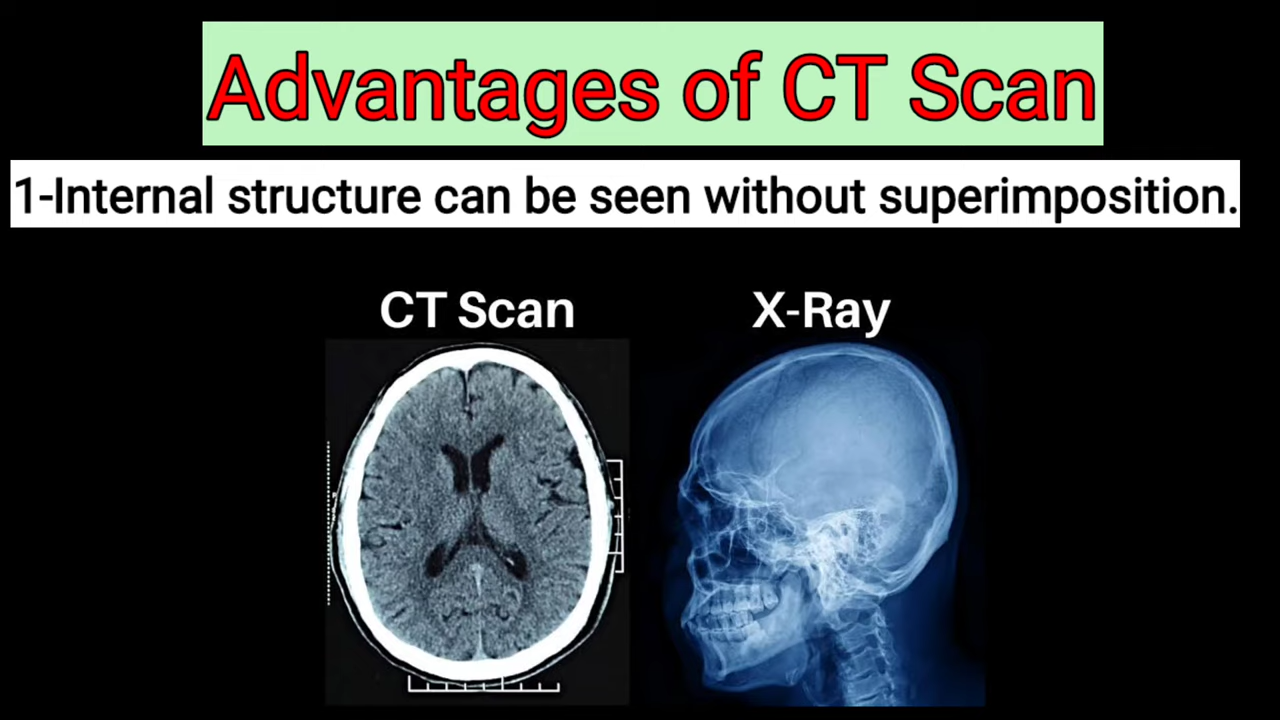 Advantages of CT Scan
1-Internal structure can be seen without superimposition.
CT Scan
X-Ray